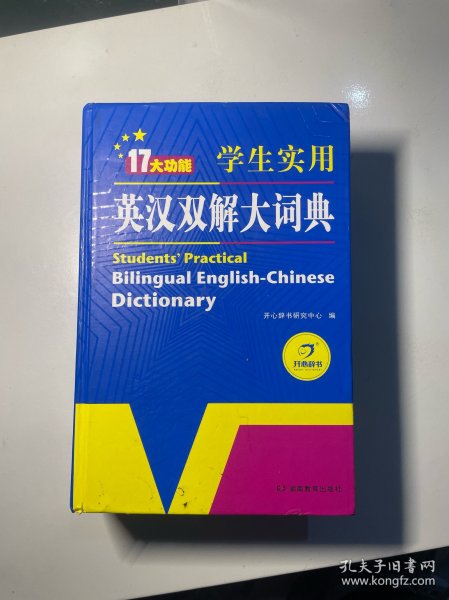 17大功能
学生实用
英汉双解大词典
Students' Practical
Bilingual English-Chinese
Dictionary
开心辞书研究中心 编
开心辞书
湖南教育出版社
孔夫子旧书网
www.kongfz.com